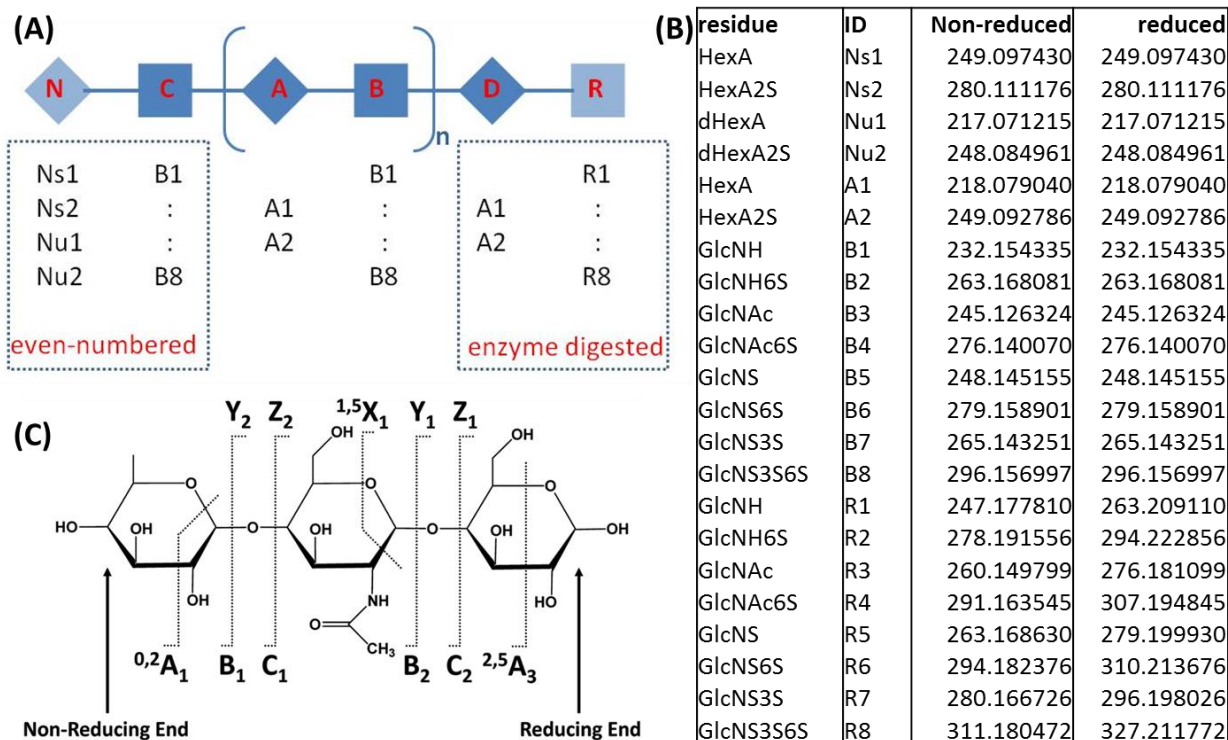 (A)
N C A B D R
n
Ns1 B1 B1 R1
Ns2 : A1 : A1 :
Nu1 : A2 : A2 :
Nu2 B8 B8 R8
even-numbered enzyme digested
(B)
residue ID Non-reduced reduced
HexA Ns1 249.097430 249.097430
HexA2S Ns2 280.111176 280.111176
dHexA Nu1 217.071215 217.071215
dHexA2S Nu2 248.084961 248.084961
HexA A1 218.079040 218.079040
HexA2S A2 249.092786 249.092786
GlcNH B1 232.154335 232.154335
GlcNH6S B2 263.168081 263.168081
GlcNAc B3 245.126324 245.126324
GlcNAc6S B4 276.140070 276.140070
GlcNS B5 248.145155 248.145155
GlcNS6S B6 279.158901 279.158901
GlcNS3S B7 265.143251 265.143251
GlcNS3S6S B8 296.156997 296.156997
GlcNH R1 247.177810 263.209110
GlcNH6S R2 278.191556 294.222856
GlcNAc R3 260.149799 276.181099
GlcNAc6S R4 291.163545 307.194845
GlcNS R5 263.168630 279.199930
GlcNS6S R6 294.182376 310.213676
GlcNS3S R7 280.166726 296.198026
GlcNS3S6S R8 311.180472 327.211772
(C)
Y2 Z2 1,5X1 Y1 Z1
OH OH
O O O
HO OH O OH O OH OH
OH NH HO
O CH3
0,2A1 B1 C1 B2 C2 2,5A3
Non-Reducing End Reducing End